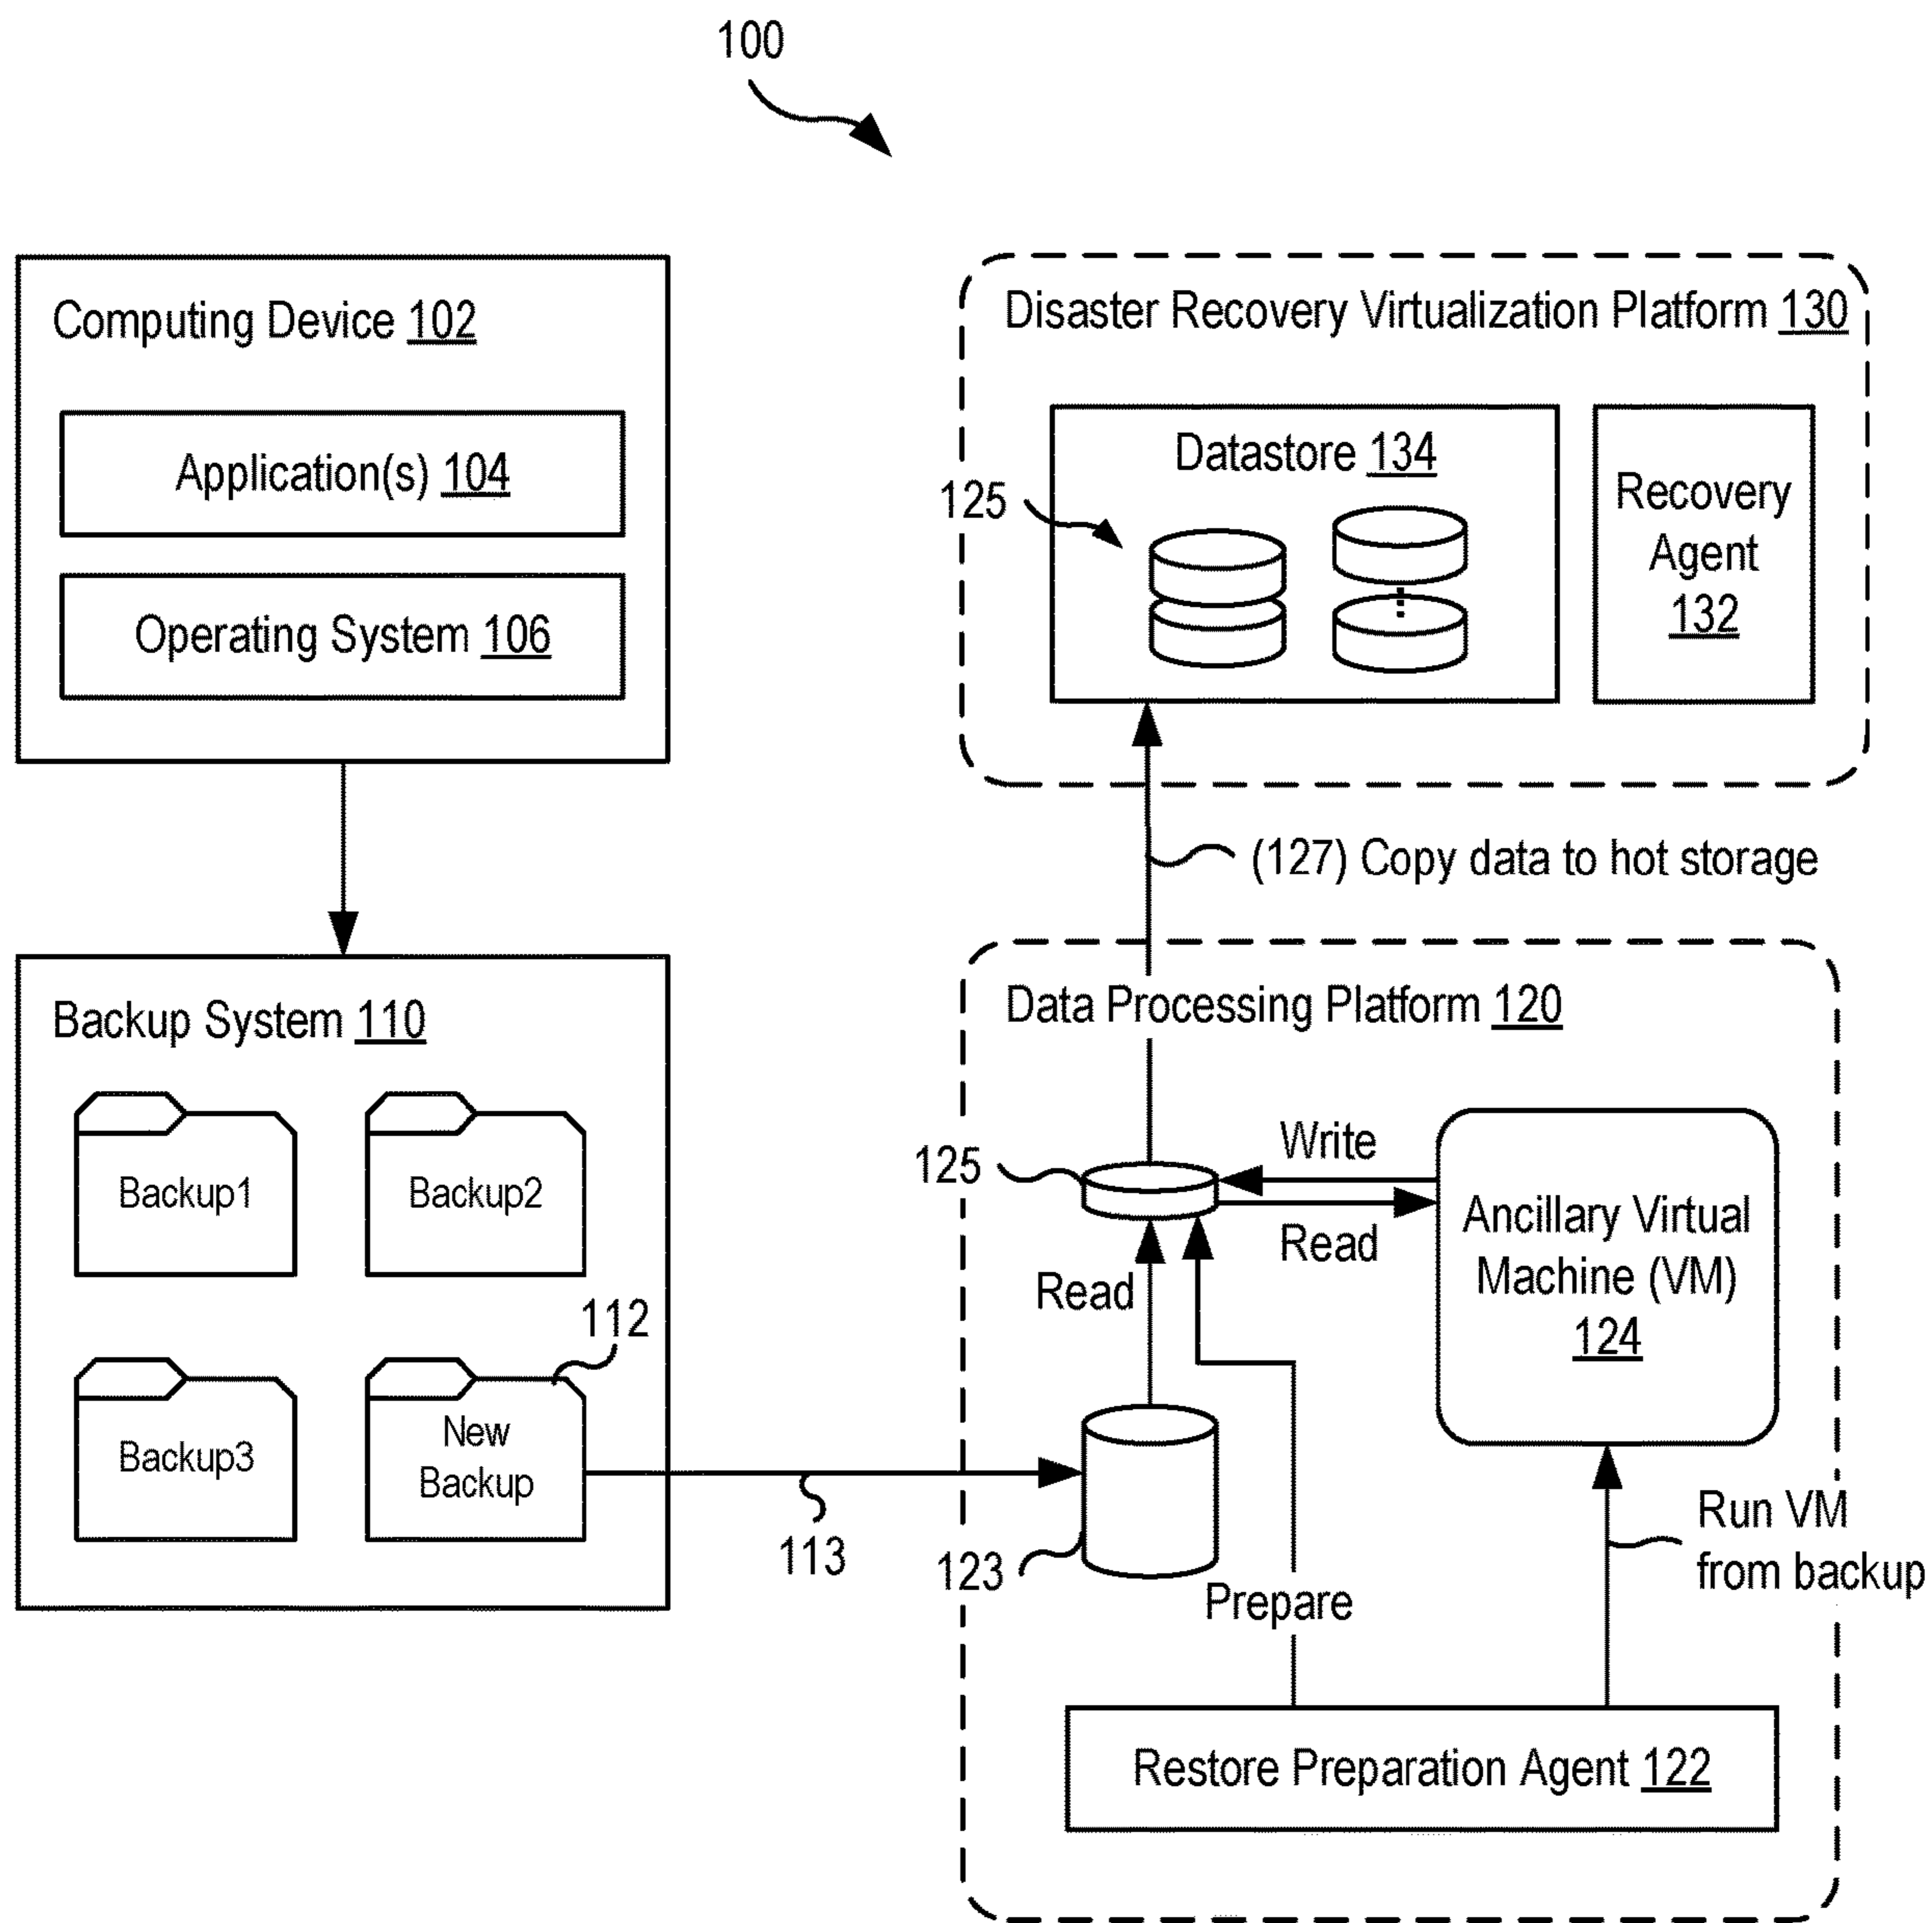 100
Computing Device 102
Application(s) 104
Operating System 106
Disaster Recovery Virtualization Platform 130
Datastore 134
125
Recovery
Agent
132
(127) Copy data to hot storage
Backup System 110
Backup1
Backup2
Backup3
New
Backup
112
113
Data Processing Platform 120
125
Write
Read
Read
Ancillary Virtual
Machine (VM)
124
123
Prepare
Run VM
from backup
Restore Preparation Agent 122